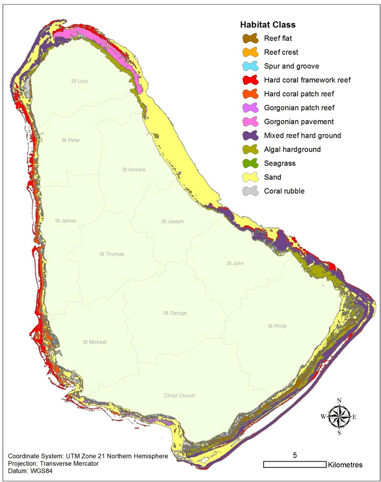 Habitat Class
Reef flat
Reef crest
Spur and groove
Hard coral framework reef
Hard coral patch reef
Gorgonian patch reef
Gorgonian pavement
Mixed reef hard ground
Algal hardground
Seagrass
Sand
Coral rubble
St Lucy
St Peter
St Andrew
St James
St Joseph
St Thomas
St John
St George
St Philip
St Michael
Christ Church
N
W E
S
5
Kilometres
Coordinate System: UTM Zone 21 Northern Hemisphere
Projection: Transverse Mercator
Datum: WGS84